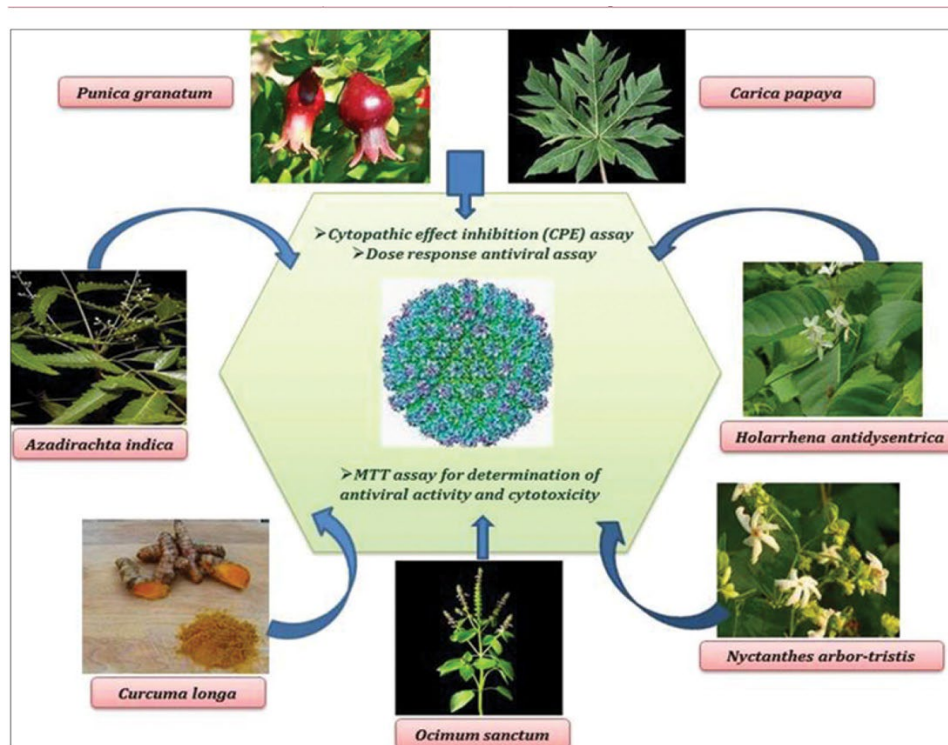 Punica granatum
Carica papaya
➢Cytopathic effect inhibition (CPE) assay
➢Dose response antiviral assay
Azadirachta indica
Holarrhena antidysentrica
➢MTT assay for determination of
antiviral activity and cytotoxicity
Curcuma longa
Nyctanthes arbor-tristis
Ocimum sanctum